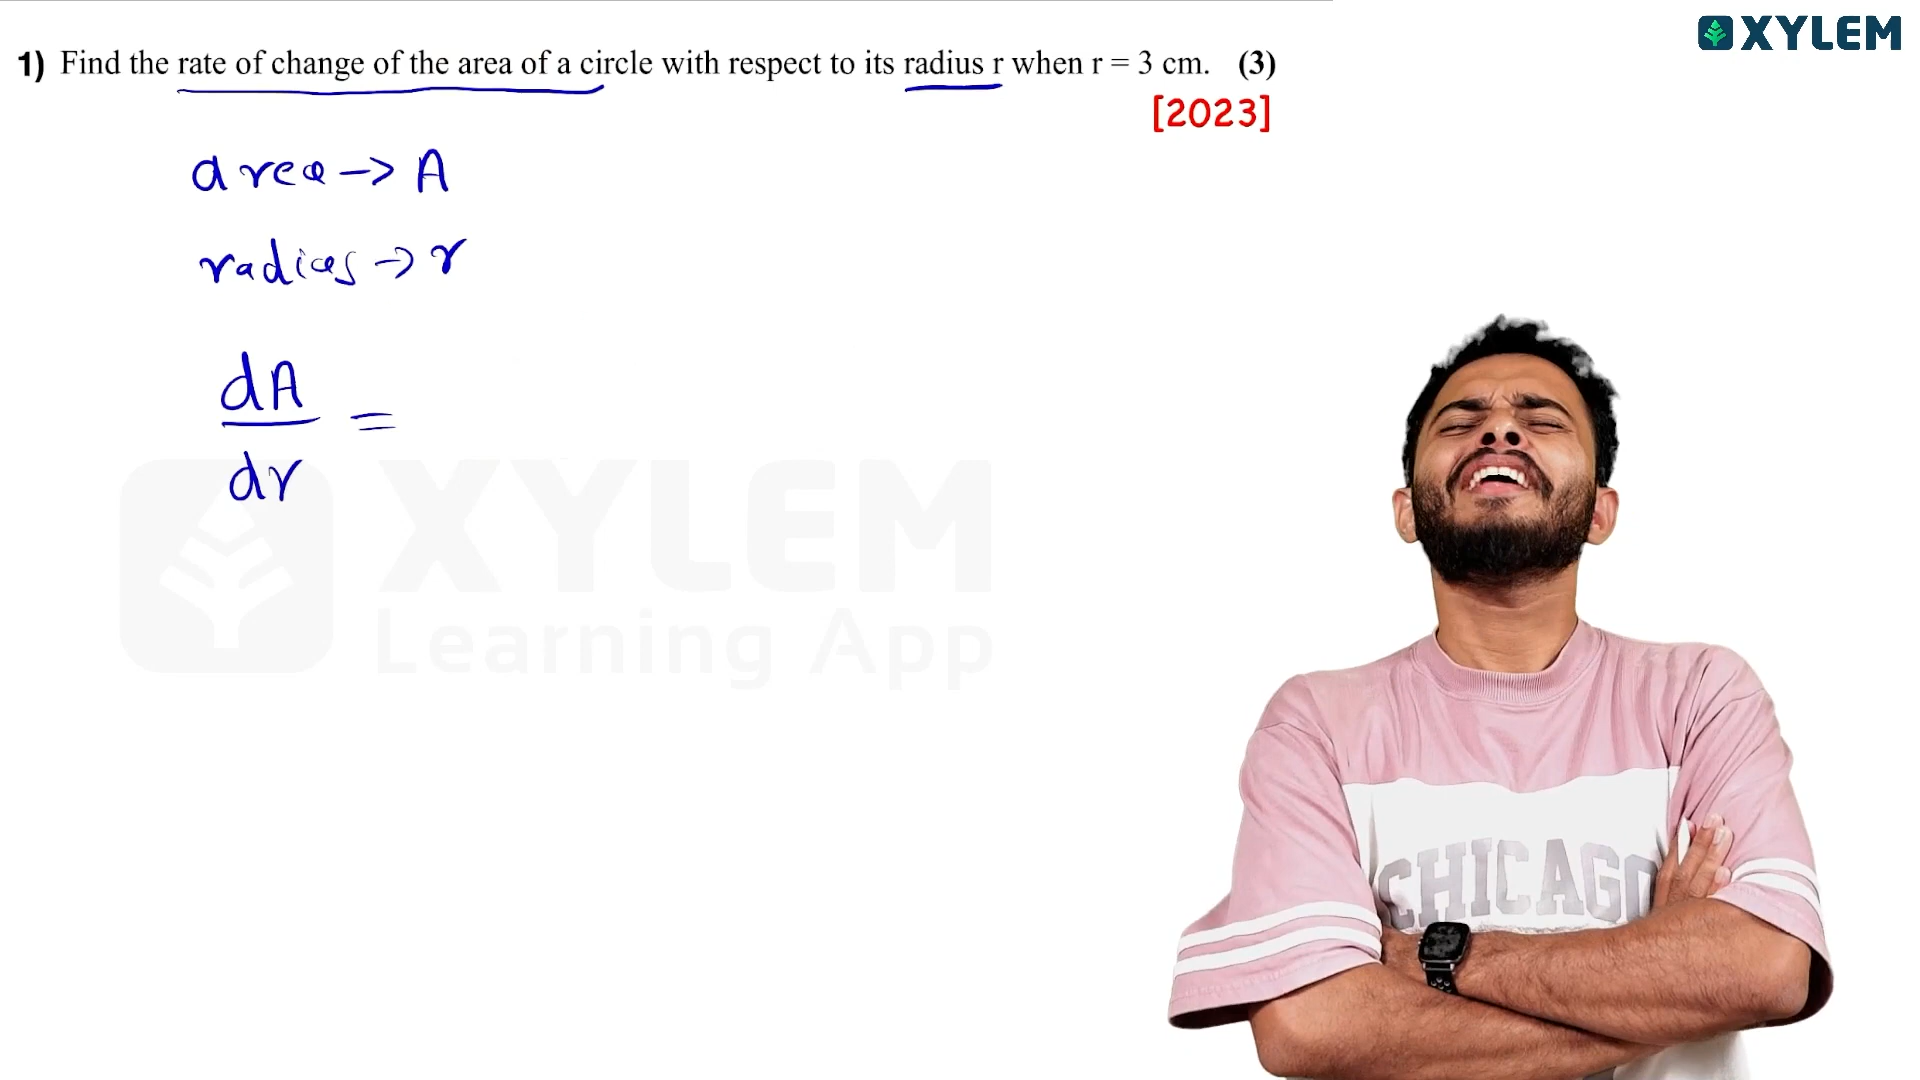 XYLEM
1) Find the rate of change of the area of a circle with respect to its radius r when r = 3 cm. (3)
[2023]
area -> A
radius -> r
dA
dr
=
XYLEM
Learning App
CHICAGO